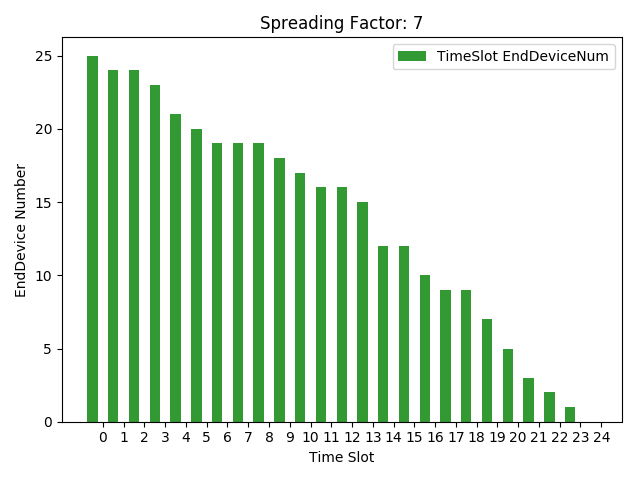 Spreading Factor: 7
TimeSlot EndDeviceNum
EndDevice Number
25
20
15
10
5
0
0 1 2 3 4 5 6 7 8 9 10 11 12 13 14 15 16 17 18 19 20 21 22 23 24
Time Slot